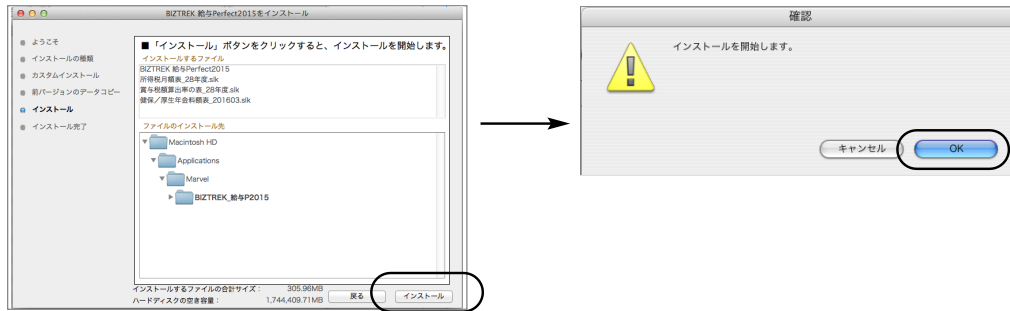 BIZTREK 給与Perfect2015をインストール
ようこそ
インストールの種類
カスタムインストール
前バージョンのデータコピー
インストール
インストール完了
■「インストール」ボタンをクリックすると、インストールを開始します。
インストールするファイル
BIZTREK 給与Perfect2015
所得税月額表_28年度.slk
賞与税額算出率の表_28年度.slk
健保／厚生年金料額表_201603.slk
ファイルのインストール先
Macintosh HD
Applications
Marvel
BIZTREK_給与P2015
インストールするファイルの合計サイズ： 305.96MB
ハードディスクの空き容量： 1,744,409.71MB
戻る
インストール
確認
インストールを開始します。
キャンセル
OK